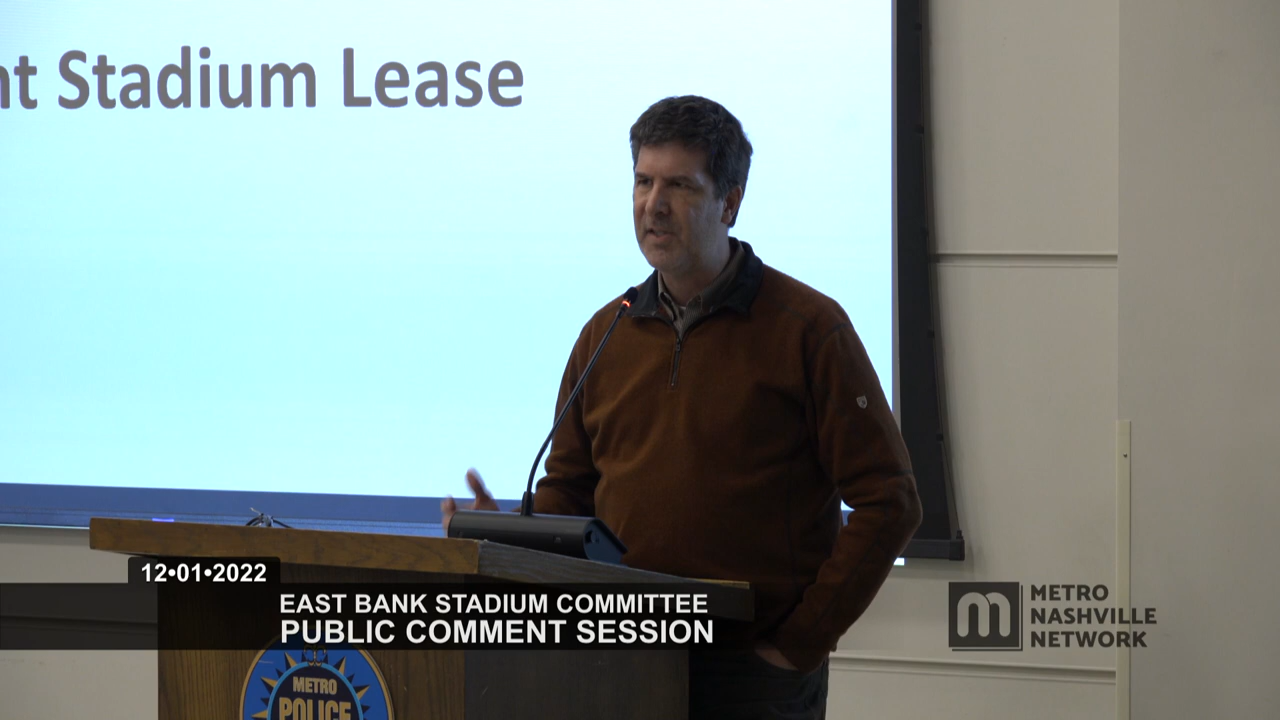 nt Stadium Lease
12•01•2022
EAST BANK STADIUM COMMITTEE
PUBLIC COMMENT SESSION
m METRO
NASHVILLE
NETWORK
METRO
POLICE